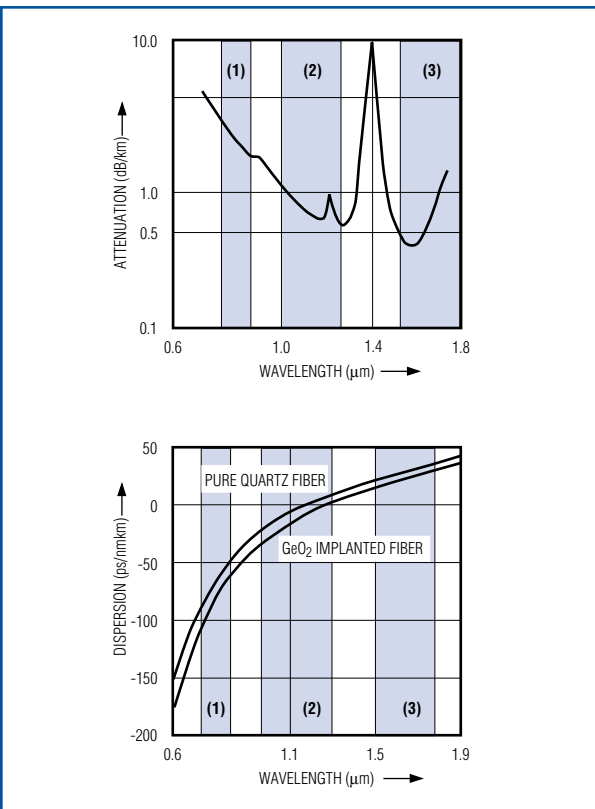 10.0
(1) (2) (3)
ATTENUATION (dB/km)
1.0
0.5
0.1
0.6 1.0 1.4 1.8
WAVELENGTH (μm)
50
PURE QUARTZ FIBER
0
GeO2 IMPLANTED FIBER
-50
DISPERSION (ps/nmkm)
-100
-150
(1) (2) (3)
-200
0.6 1.1 1.5 1.9
WAVELENGTH (μm)